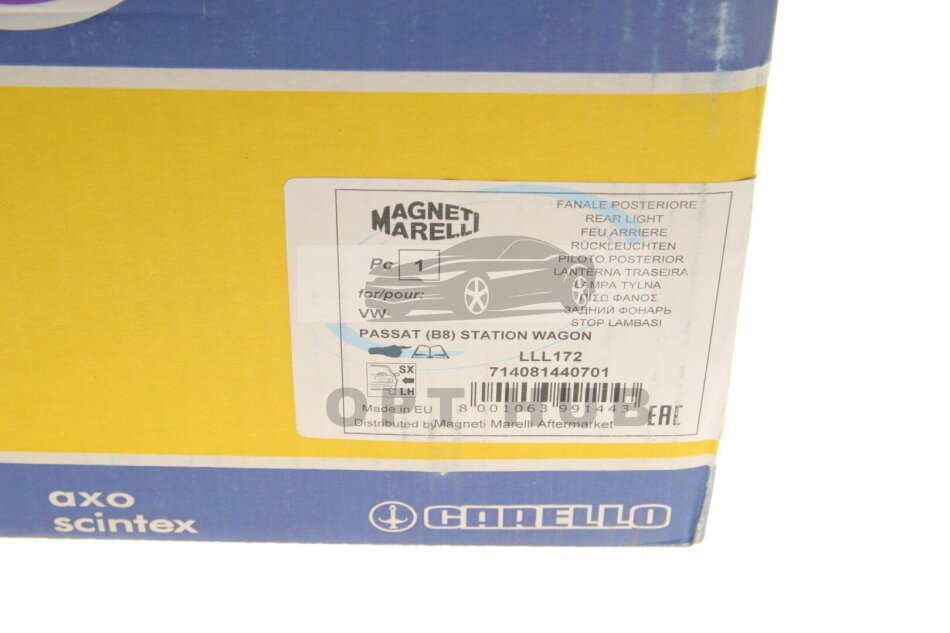 MAGNETI
MARELLI
FANALE POSTERIORE
REAR LIGHT
FEU ARRIERE
RÜCKLEUCHTEN
PILOTO POSTERIOR
LANTERNA TRASEIRA
LAMPA TYLNA
ΠΙΣΩ ΦΑΝΟΣ
ЗАДНИЙ ФОНАРЬ
STOP LAMBASI
Pc 1
for/pour:
VW
PASSAT (B8) STATION WAGON
LLL172
714081440701
SX
LH
8 001063 991443
OPT HUB
Made in EU
EAC
Distributed by Magneti Marelli Aftermarket
axo
scintex
CARELLO